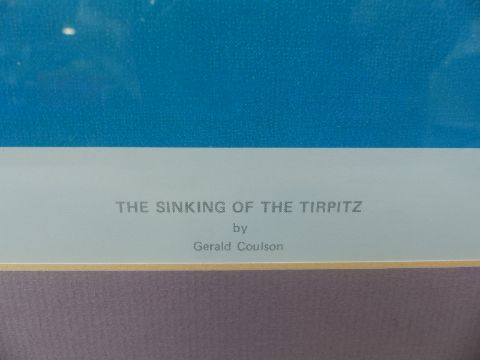 THE SINKING OF THE TIRPITZ
by
Gerald Coulson